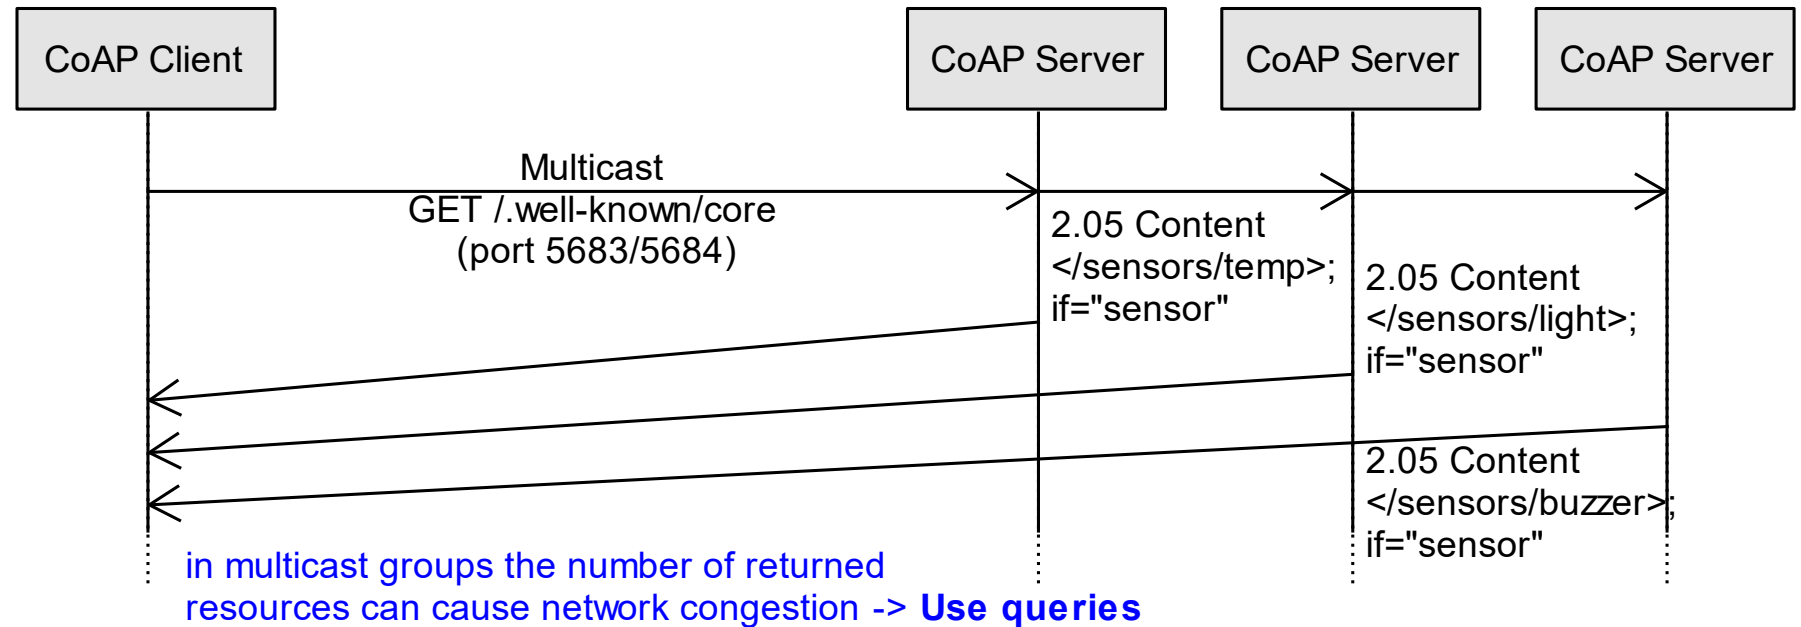 CoAP Client
CoAP Server
CoAP Server
CoAP Server
Multicast
GET /.well-known/core
(port 5683/5684)
2.05 Content
</sensors/temp>;
if="sensor"
2.05 Content
</sensors/light>;
if="sensor"
2.05 Content
</sensors/buzzer>;
if="sensor"
in multicast groups the number of returned
resources can cause network congestion -> Use queries